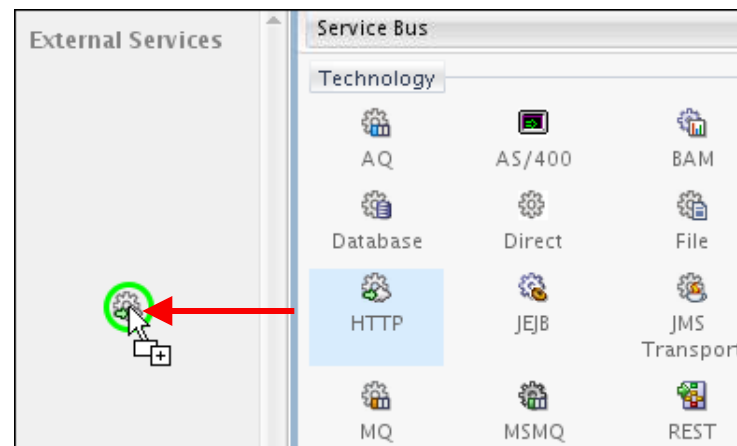 External Services
Service Bus
Technology
AQ
AS/400
BAM
Database
Direct
File
HTTP
JEJB
JMS
Transport
MQ
MSMQ
REST